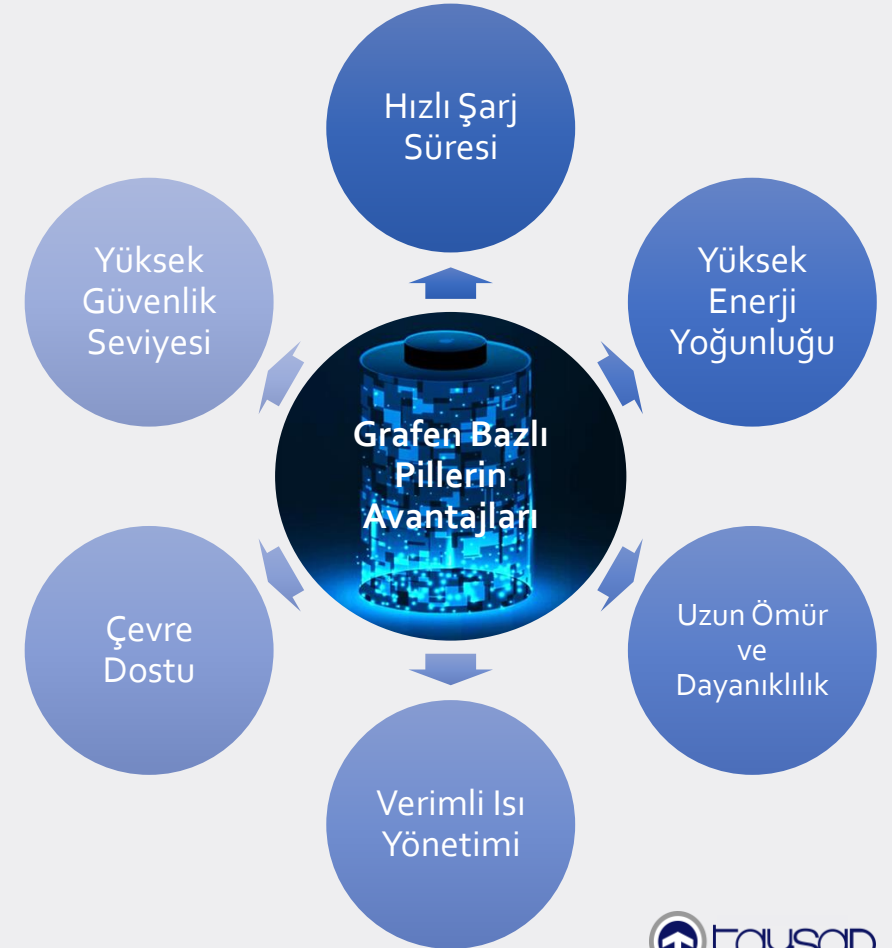 Hızlı Şarj
Süresi
Yüksek
Enerji
Yoğunluğu
Uzun Ömür
ve
Dayanıklılık
Verimli Isı
Yönetimi
Çevre
Dostu
Yüksek
Güvenlik
Seviyesi
Grafen Bazlı
Pillerin
Avantajları